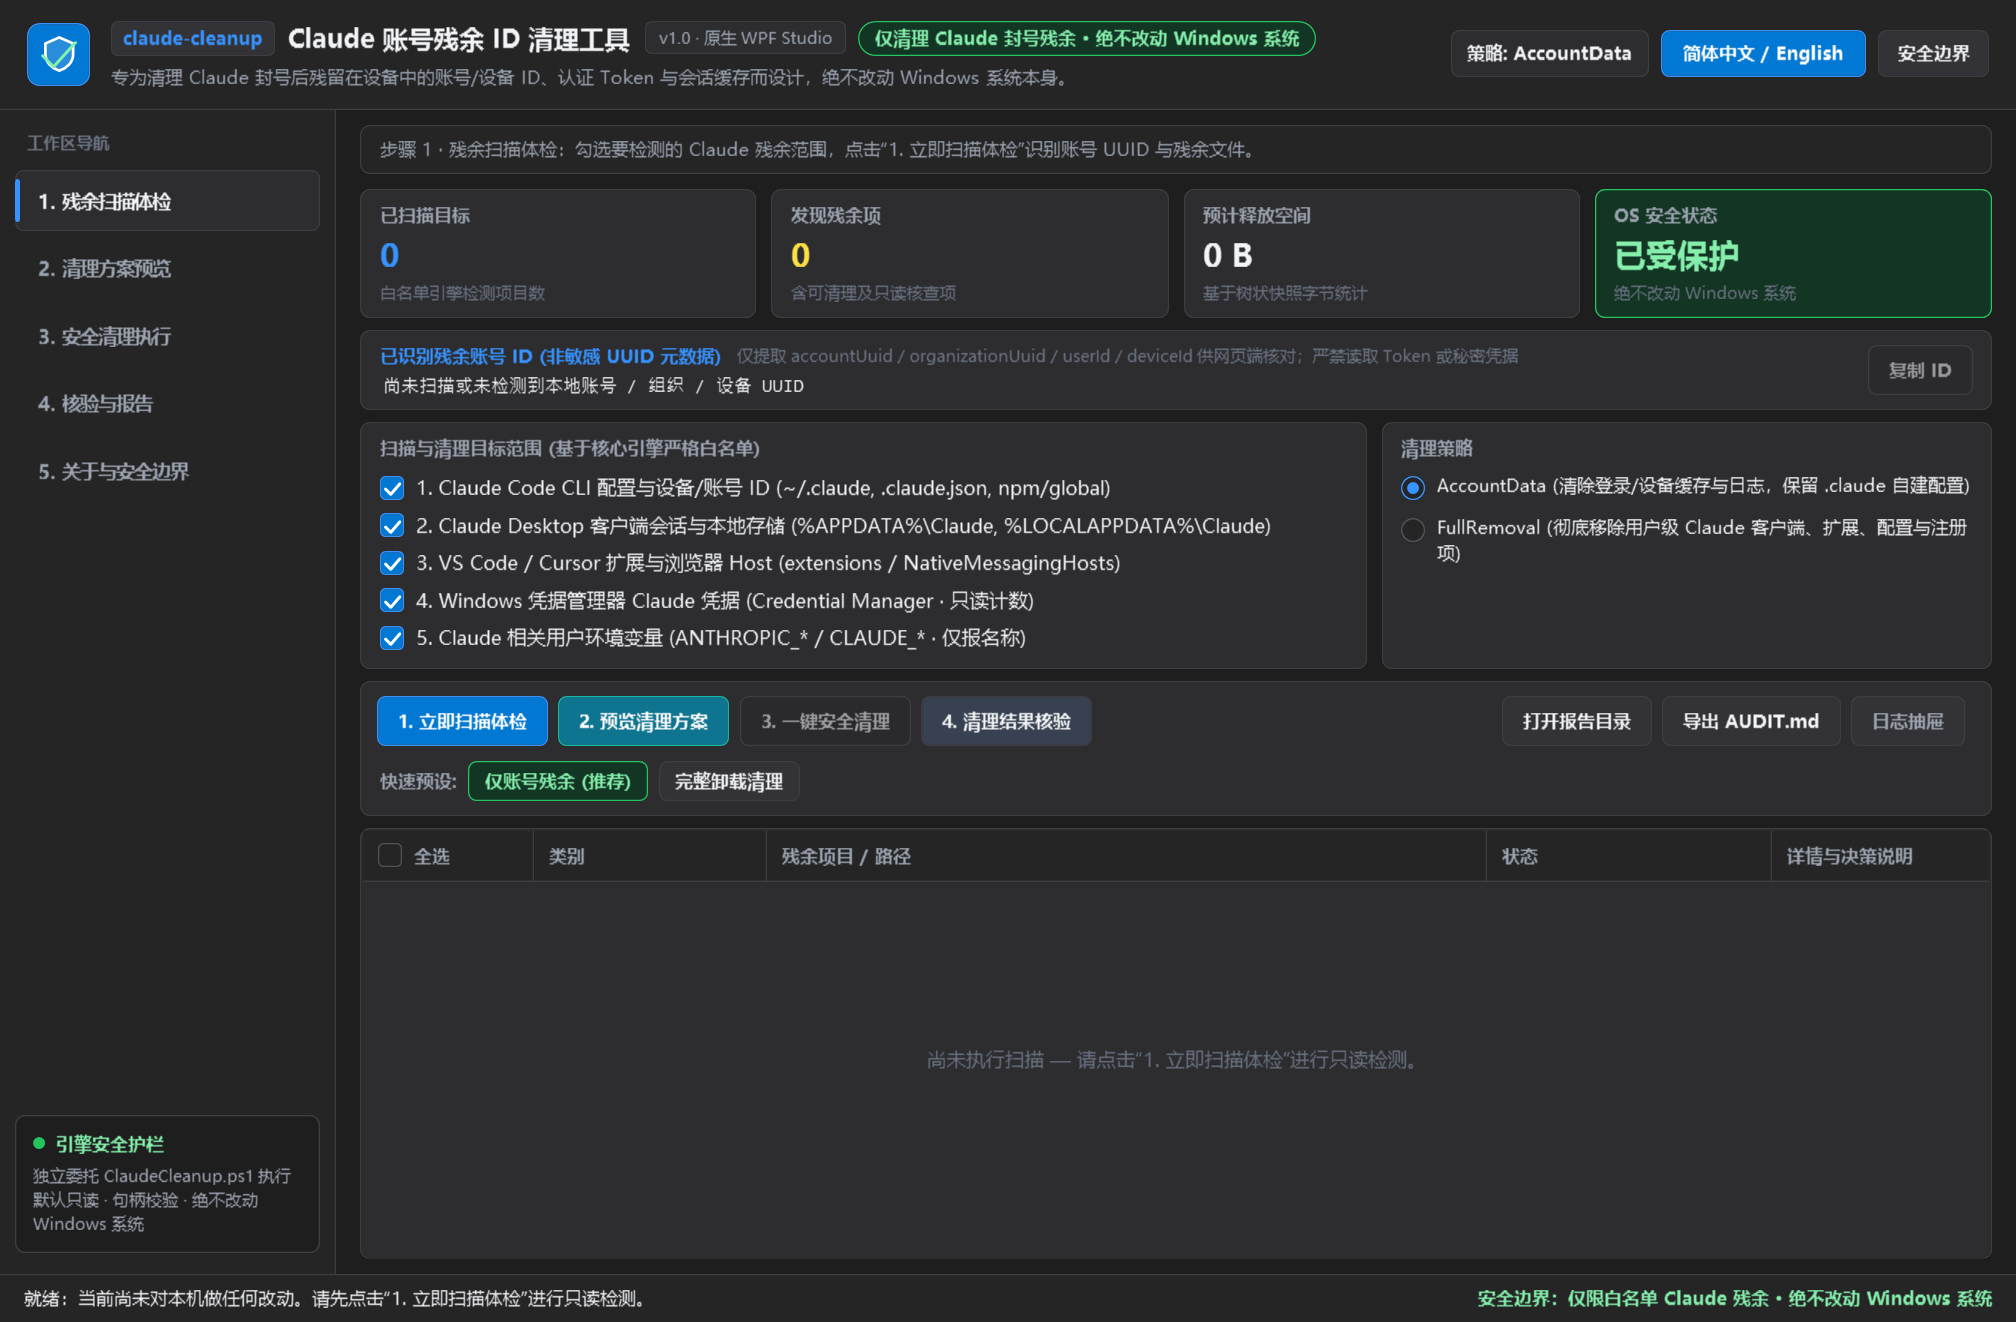 claude-cleanup
Claude 账号残余 ID 清理工具
v1.0 · 原生 WPF Studio
仅清理 Claude 封号残余 • 绝不改动 Windows 系统
专为清理 Claude 封号后残留在设备中的账号/设备 ID、认证 Token 与会话缓存而设计，绝不改动 Windows 系统本身。
策略: AccountData
简体中文 / English
安全边界
工作区导航
1. 残余扫描体检
2. 清理方案预览
3. 安全清理执行
4. 核验与报告
5. 关于与安全边界
引擎安全护栏
独立委托 ClaudeCleanup.ps1 执行
默认只读 · 句柄校验 · 绝不改动
Windows 系统
步骤 1 · 残余扫描体检：勾选要检测的 Claude 残余范围，点击“1. 立即扫描体检”识别账号 UUID 与残余文件。
已扫描目标
0
白名单引擎检测项目数
发现残余项
0
含可清理及只读核查项
预计释放空间
0 B
基于树状快照字节统计
OS 安全状态
已受保护
绝不改动 Windows 系统
已识别残余账号 ID (非敏感 UUID 元数据)
仅提取 accountUuid / organizationUuid / userId / deviceId 供网页端核对；严禁读取 Token 或秘密凭据
尚未扫描或未检测到本地账号 / 组织 / 设备 UUID
复制 ID
扫描与清理目标范围 (基于核心引擎严格白名单)
1. Claude Code CLI 配置与设备/账号 ID (~/.claude, .claude.json, npm/global)
2. Claude Desktop 客户端会话与本地存储 (%APPDATA%\Claude, %LOCALAPPDATA%\Claude)
3. VS Code / Cursor 扩展与浏览器 Host (extensions / NativeMessagingHosts)
4. Windows 凭据管理器 Claude 凭据 (Credential Manager · 只读计数)
5. Claude 相关用户环境变量 (ANTHROPIC_* / CLAUDE_* · 仅报名称)
清理策略
AccountData (清除登录/设备缓存与日志，保留 .claude 自建配置)
FullRemoval (彻底移除用户级 Claude 客户端、扩展、配置与注册
项)
1. 立即扫描体检
2. 预览清理方案
3. 一键安全清理
4. 清理结果核验
打开报告目录
导出 AUDIT.md
日志抽屉
快速预设:
仅账号残余 (推荐)
完整卸载清理
全选
类别
残余项目 / 路径
状态
详情与决策说明
尚未执行扫描 — 请点击“1. 立即扫描体检”进行只读检测。
就绪：当前尚未对本机做任何改动。请先点击“1. 立即扫描体检”进行只读检测。
安全边界：仅限白名单 Claude 残余 • 绝不改动 Windows 系统